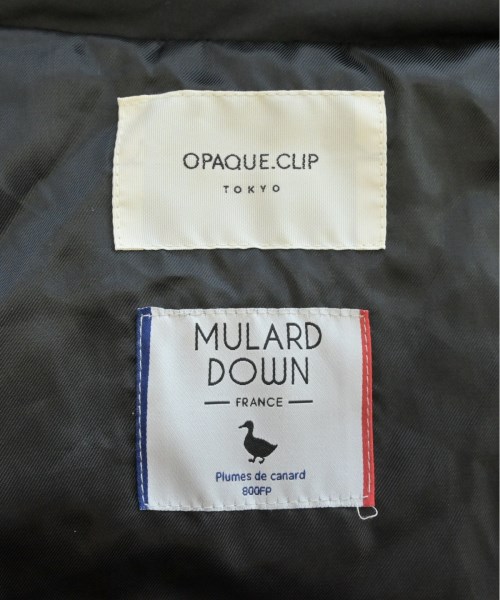 OPAQUE.CLIP
TOKYO
MULARD
DOWN
FRANCE
Plumes de canard
800FP